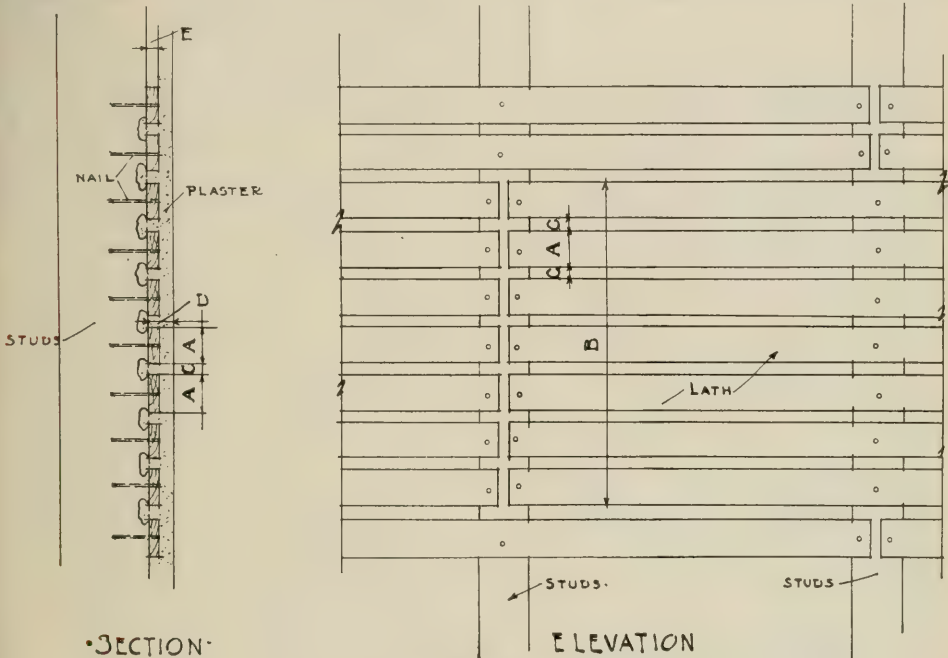 E
NAIL
PLASTER
D
STUDS
A
C
A
C
A
C
B
LATH
STUDS.
STUDS
·SECTION·
ELEVATION